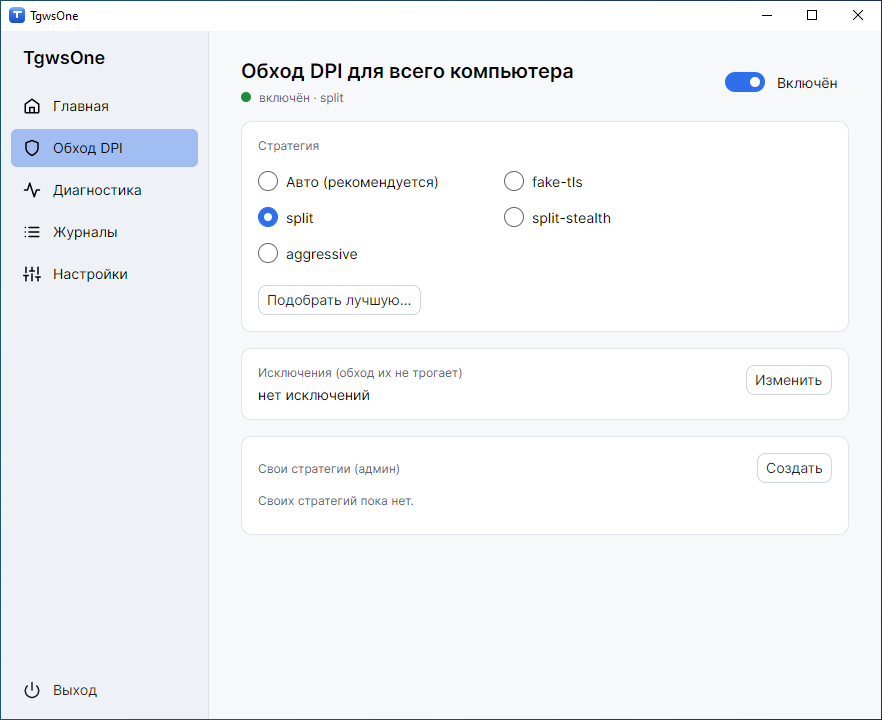 TgwsOne
TgwsOne
Главная
Обход DPI
Диагностика
Журналы
Настройки
Выход
Обход DPI для всего компьютера
включён · split
Включён
Стратегия
Авто (рекомендуется)
fake-tls
split
split-stealth
aggressive
Подобрать лучшую...
Исключения (обход их не трогает)
нет исключений
Изменить
Свои стратегии (админ)
Создать
Своих стратегий пока нет.